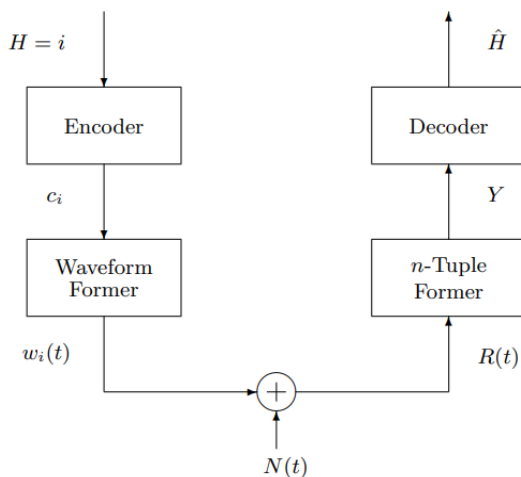 H = i
Ĥ
Encoder
Decoder
c_i
Y
Waveform
Former
n-Tuple
Former
w_i(t)
R(t)
+
N(t)